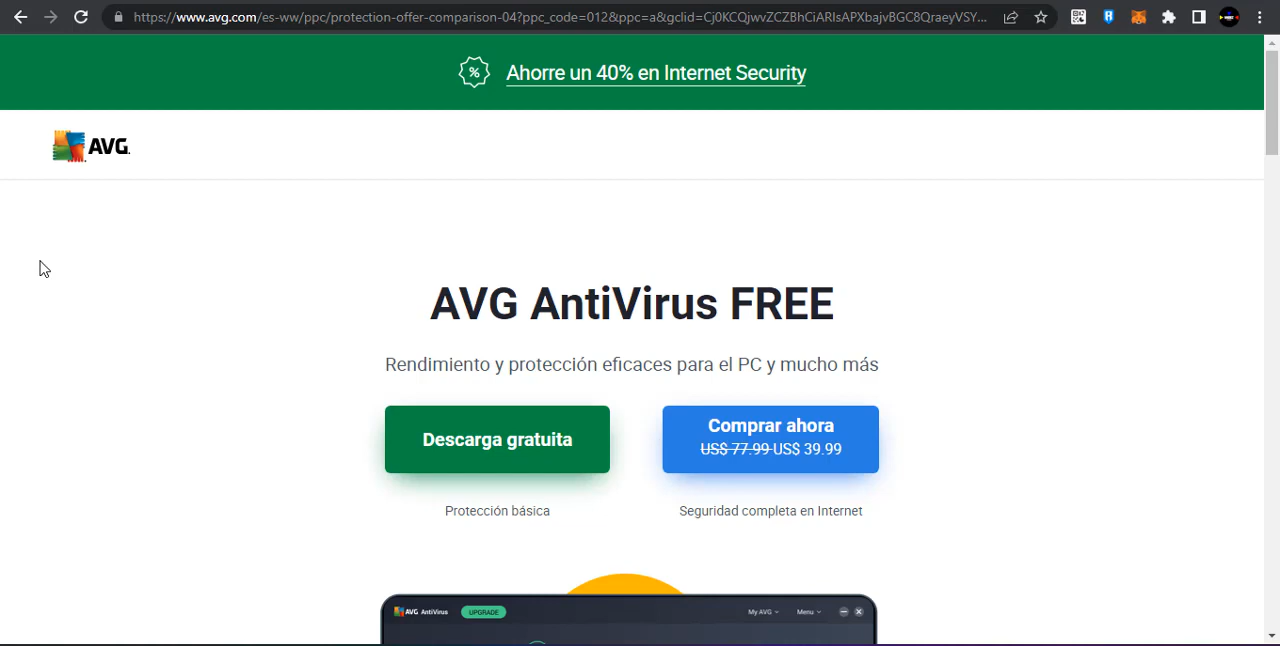 https://www.avg.com/es-ww/ppc/protection-offer-comparison-04?ppc_code=012&ppc=a&gclid=Cj0KCQjwvZCZBhCiARIsAPXbajvBGC8QraeyVSY...
Ahorre un 40% en Internet Security
AVG
AVG AntiVirus FREE
Rendimiento y protección eficaces para el PC y mucho más
Descarga gratuita
Comprar ahora
US$ 77.99 US$ 39.99
Protección básica
Seguridad completa en Internet
AVG AntiVirus UPGRADE My AVG Menu